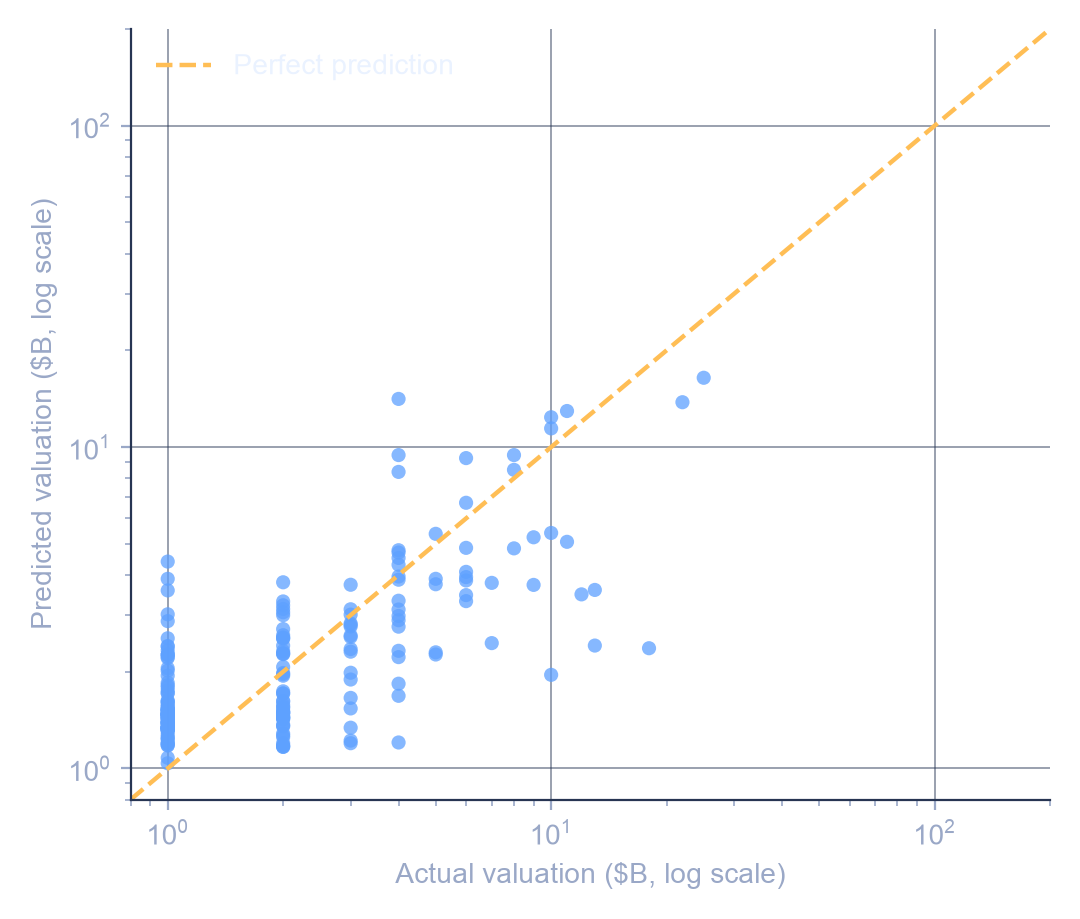 Perfect prediction
10²
10¹
10⁰
Predicted valuation ($B, log scale)
10⁰ 10¹ 10²
Actual valuation ($B, log scale)